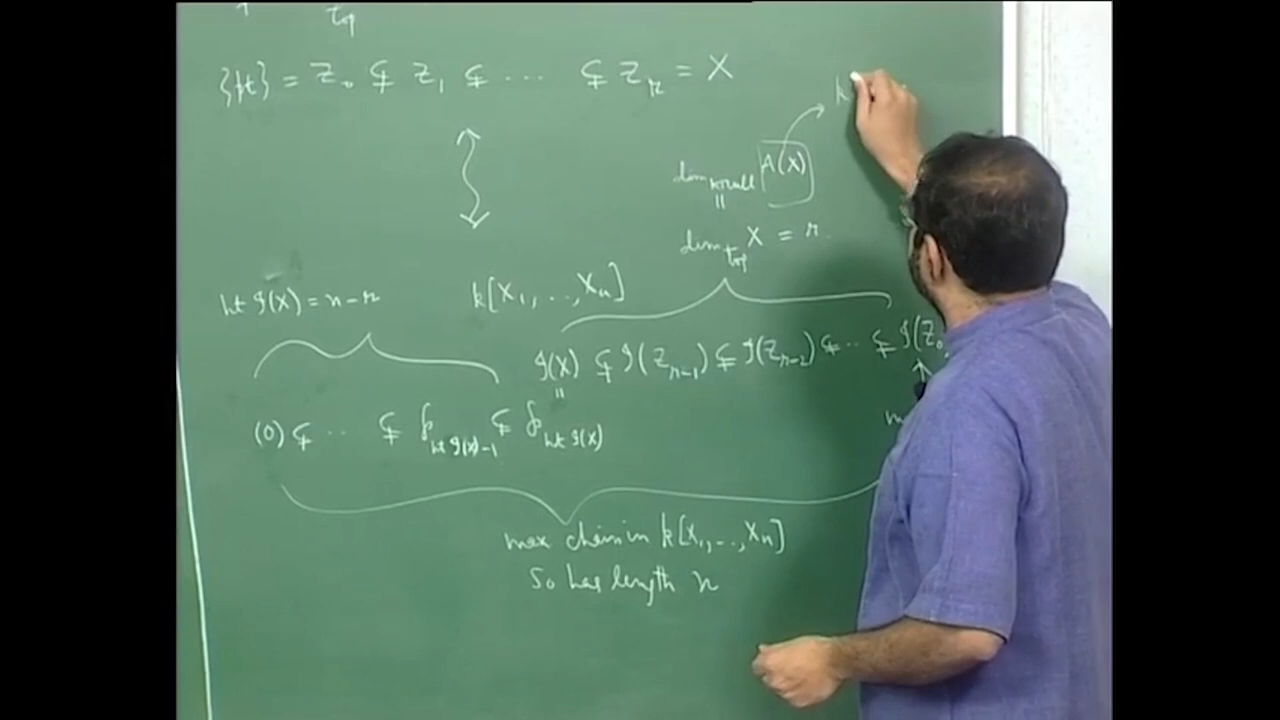 top
{pt} = Z₀ ⊊ Z₁ ⊊ ... ⊊ Z_r = X
k
dim_Krull A(X)
||
dim_top X = r.
ht 𝓘(X) = n-r k[X₁,..,Xₙ]
𝓘(X) ⊊ 𝓘(Z_{r-1}) ⊊ 𝓘(Z_{r-2}) ⊊ .. ⊊ 𝓘(Z₀
||
(0) ⊊ .. ⊊ 𝓅_{ht 𝓘(X)-1} ⊊ 𝓅_{ht 𝓘(X)}
max chain in k[X₁,..,Xₙ]
So has length n